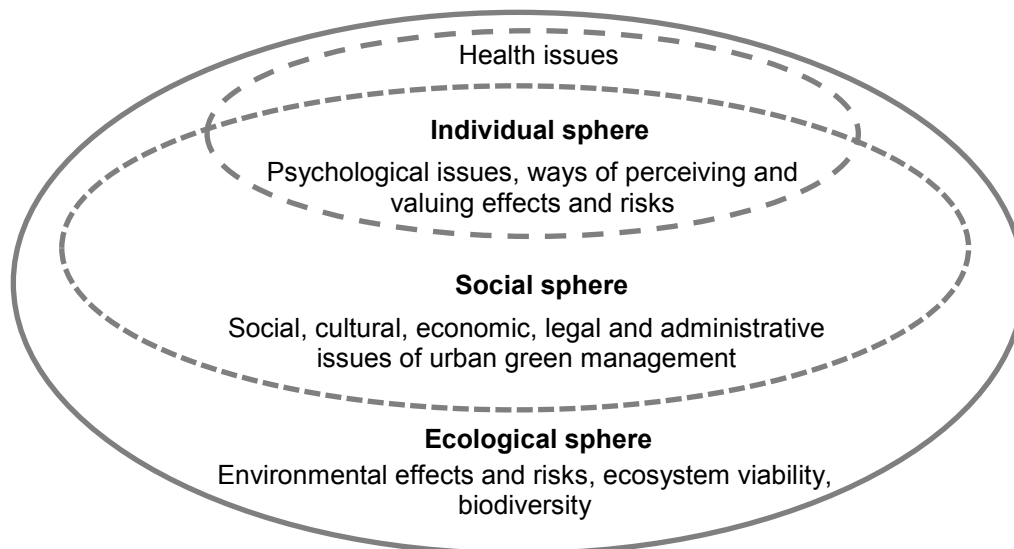 Health issues
Individual sphere
Psychological issues, ways of perceiving and
valuing effects and risks
Social sphere
Social, cultural, economic, legal and administrative
issues of urban green management
Ecological sphere
Environmental effects and risks, ecosystem viability,
biodiversity